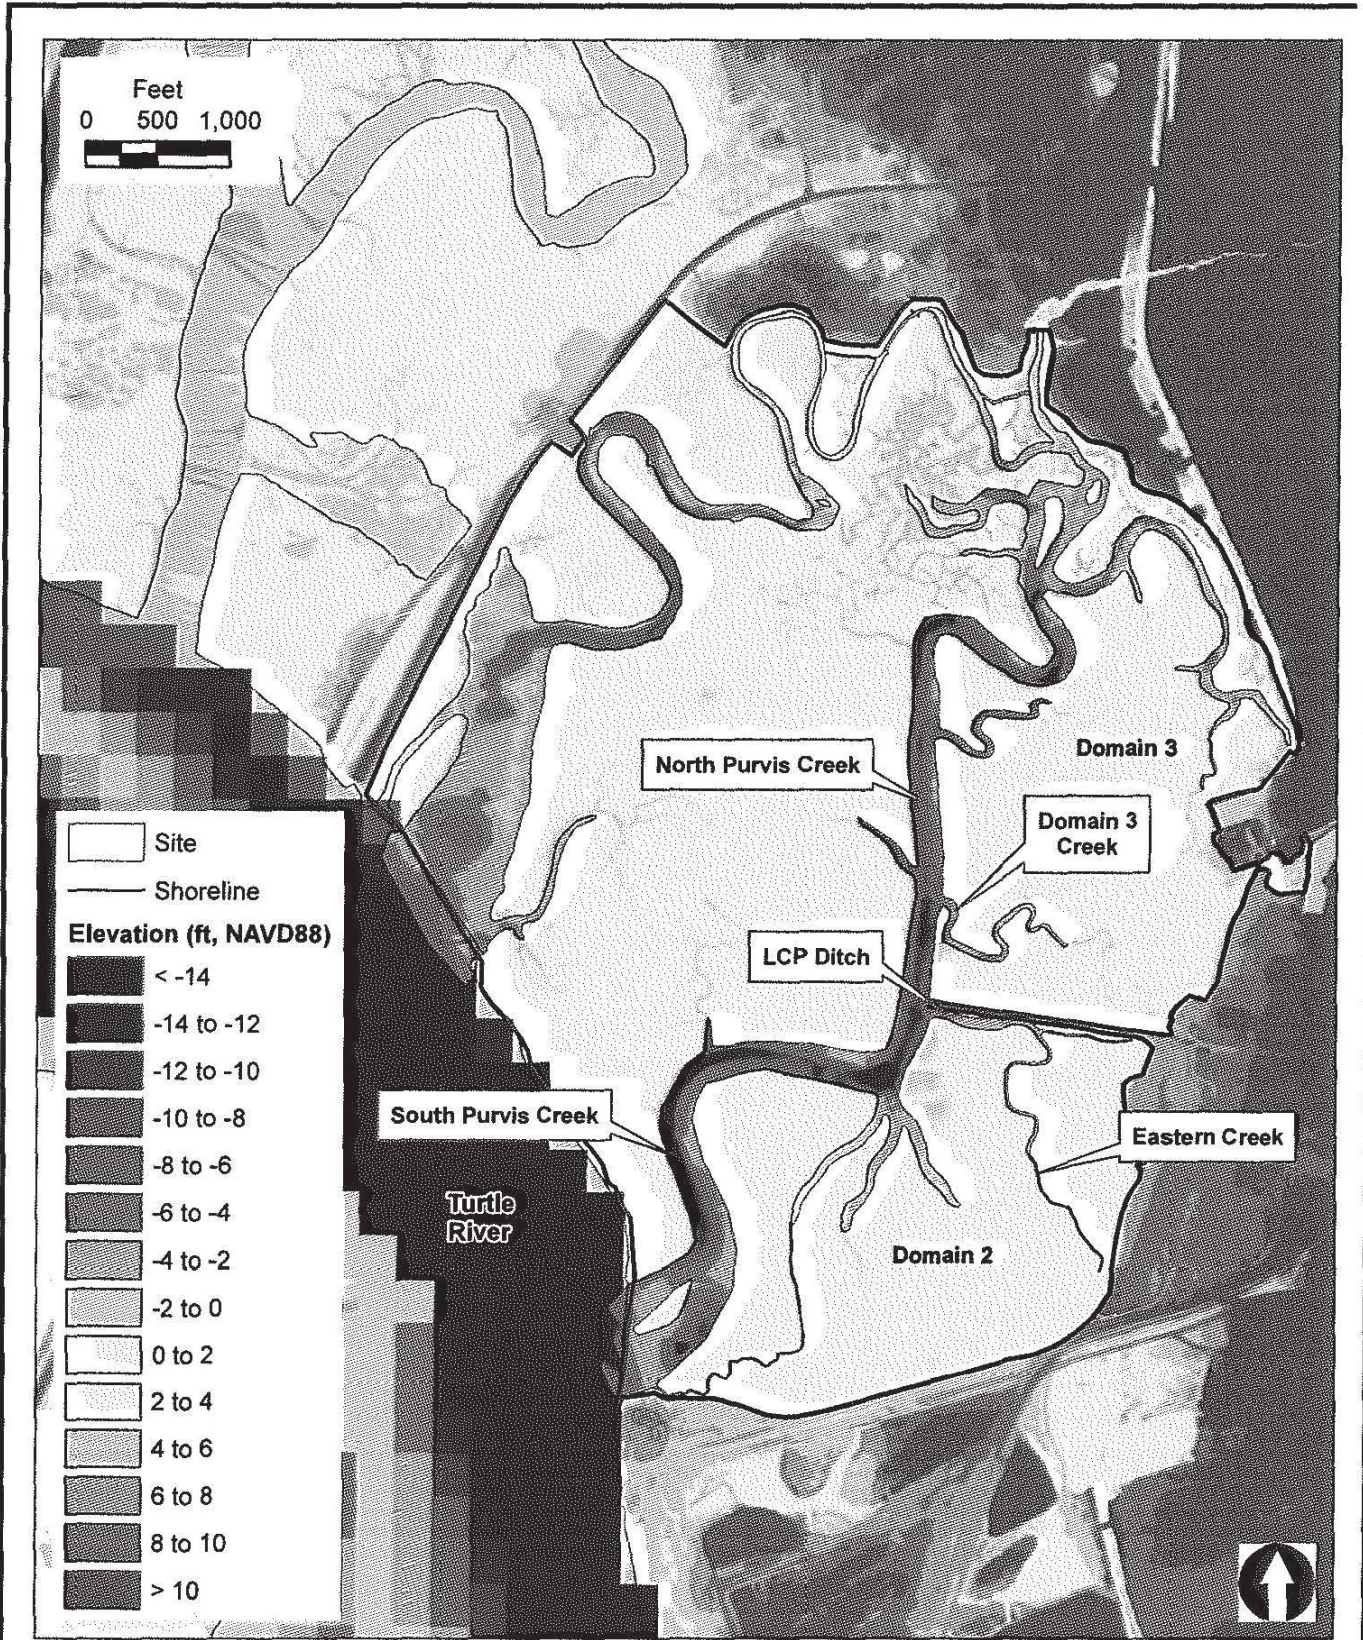 Feet
0 500 1,000
North Purvis Creek
Domain 3
Domain 3
Creek
LCP Ditch
South Purvis Creek
Eastern Creek
Turtle
River
Domain 2
Site
Shoreline
Elevation (ft, NAVD88)
< -14
-14 to -12
-12 to -10
-10 to -8
-8 to -6
-6 to -4
-4 to -2
-2 to 0
0 to 2
2 to 4
4 to 6
6 to 8
8 to 10
> 10